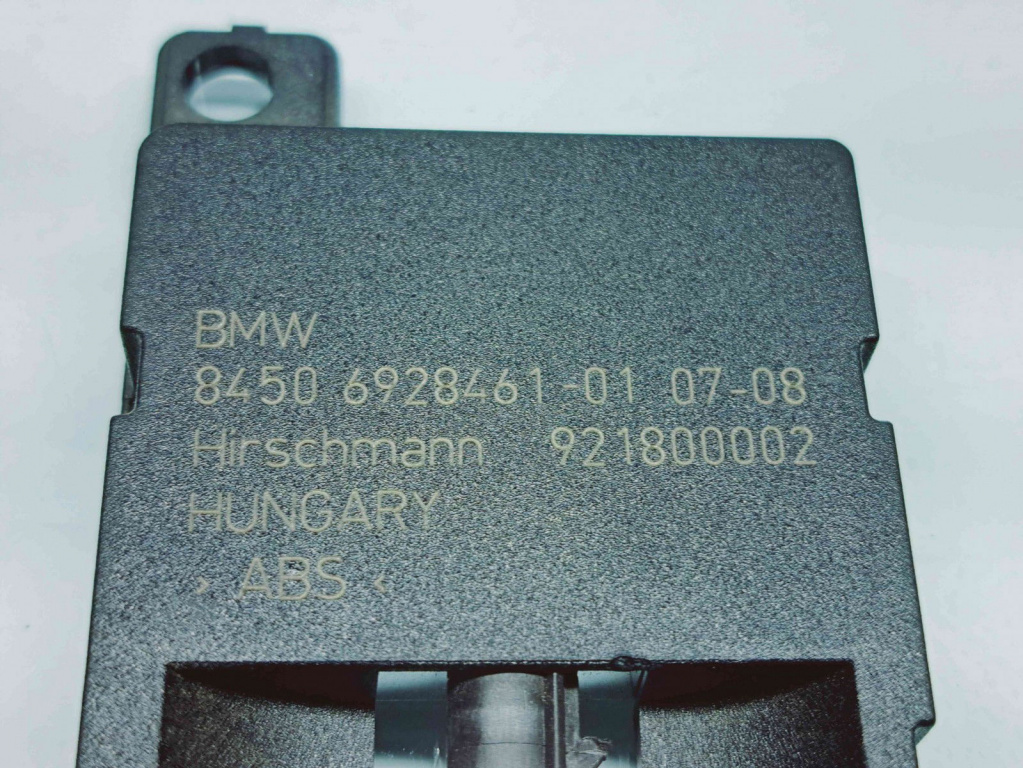 BMW
8450 6928461-01 07-08
Hirschmann 921800002
HUNGARY
> ABS <